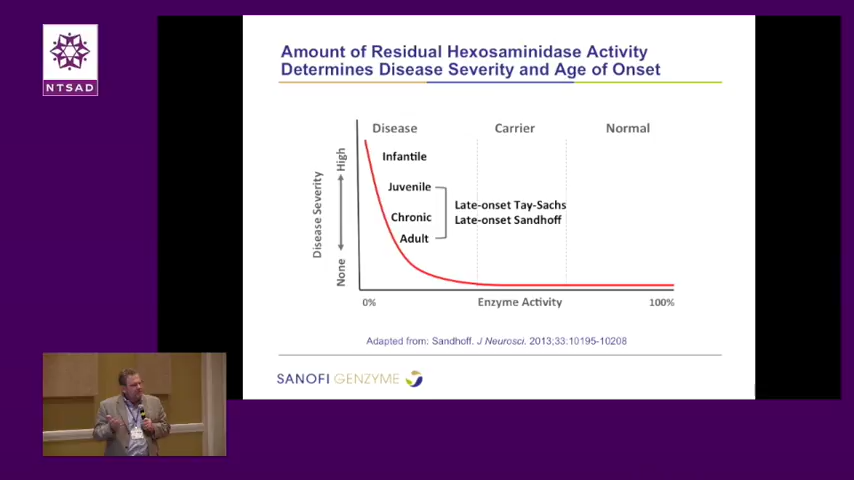 NTSAD
Amount of Residual Hexosaminidase Activity
Determines Disease Severity and Age of Onset
Disease
Carrier
Normal
Disease Severity
High
None
Infantile
Juvenile
Chronic
Adult
Late-onset Tay-Sachs
Late-onset Sandhoff
0%
Enzyme Activity
100%
Adapted from: Sandhoff. J Neurosci. 2013;33:10195-10208
SANOFI GENZYME